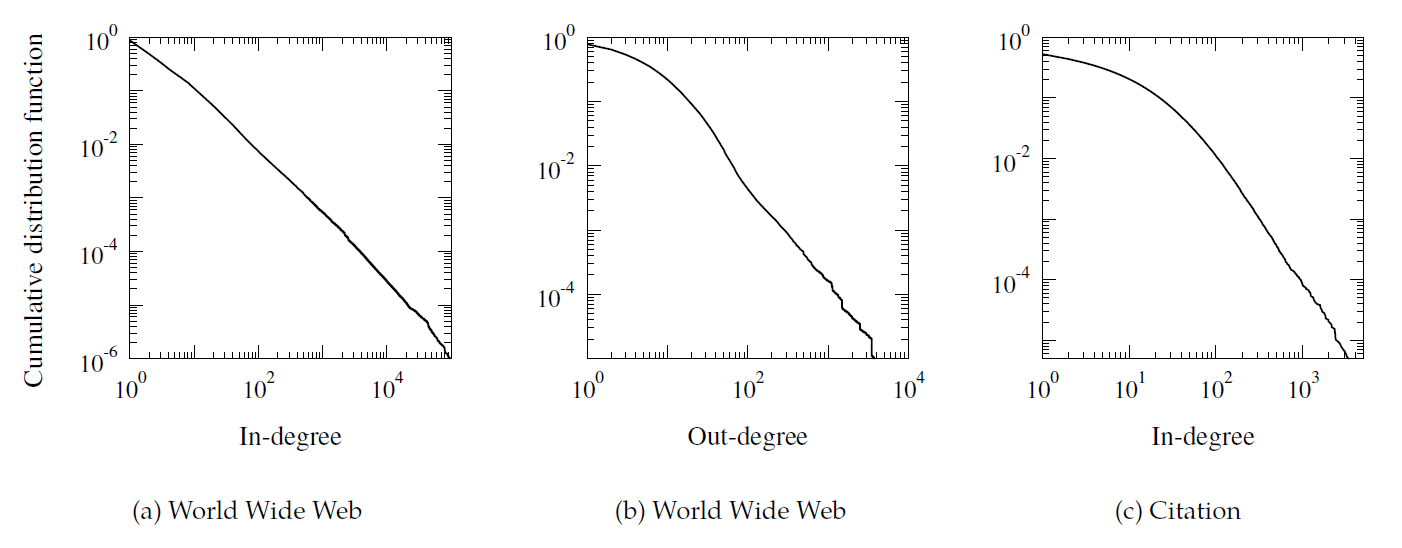 Cumulative distribution function
10^0
10^-2
10^-4
10^-6
10^0 10^2 10^4
In-degree
(a) World Wide Web
10^0
10^-2
10^-4
10^0 10^2 10^4
Out-degree
(b) World Wide Web
10^0
10^-2
10^-4
10^0 10^1 10^2 10^3
In-degree
(c) Citation